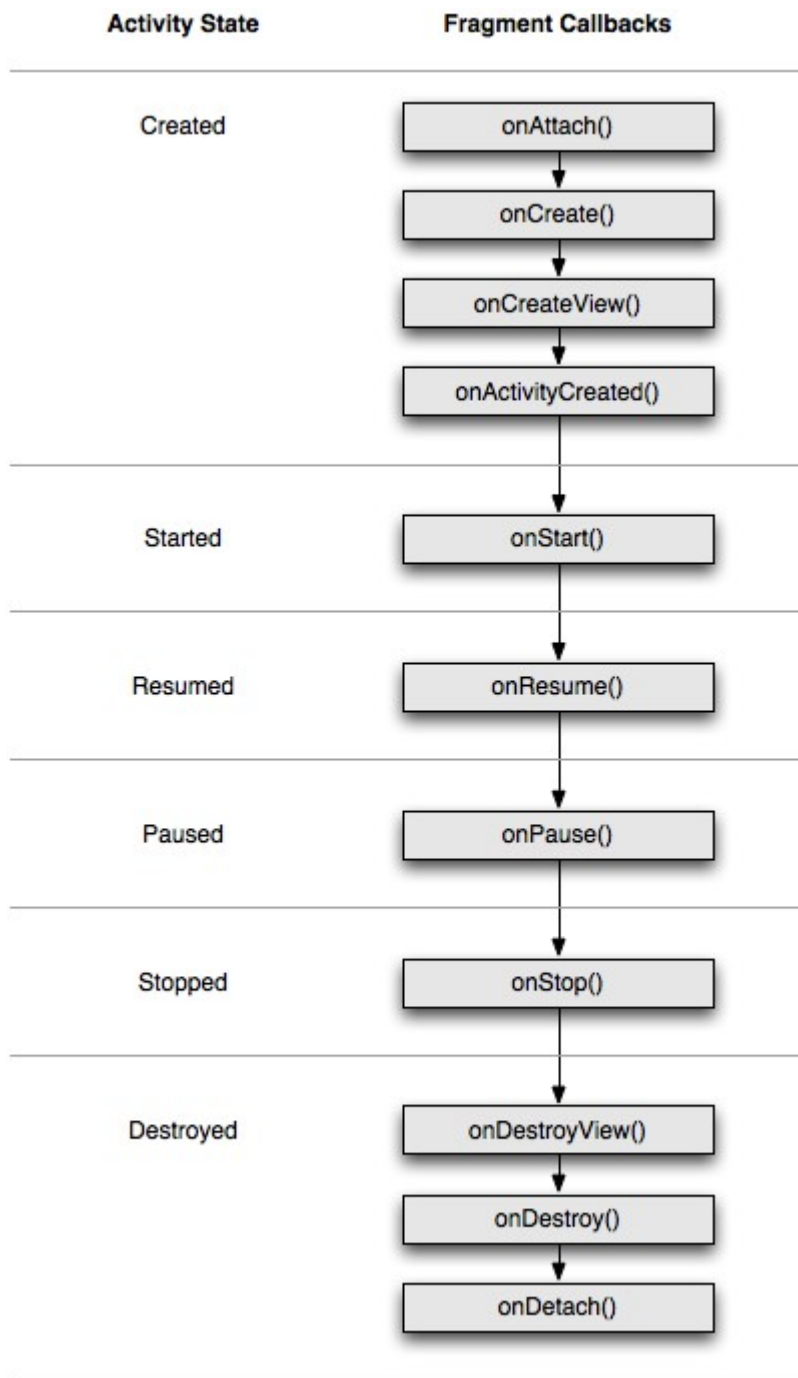 Activity State Fragment Callbacks
Created onAttach()
onCreate()
onCreateView()
onActivityCreated()
Started onStart()
Resumed onResume()
Paused onPause()
Stopped onStop()
Destroyed onDestroyView()
onDestroy()
onDetach()